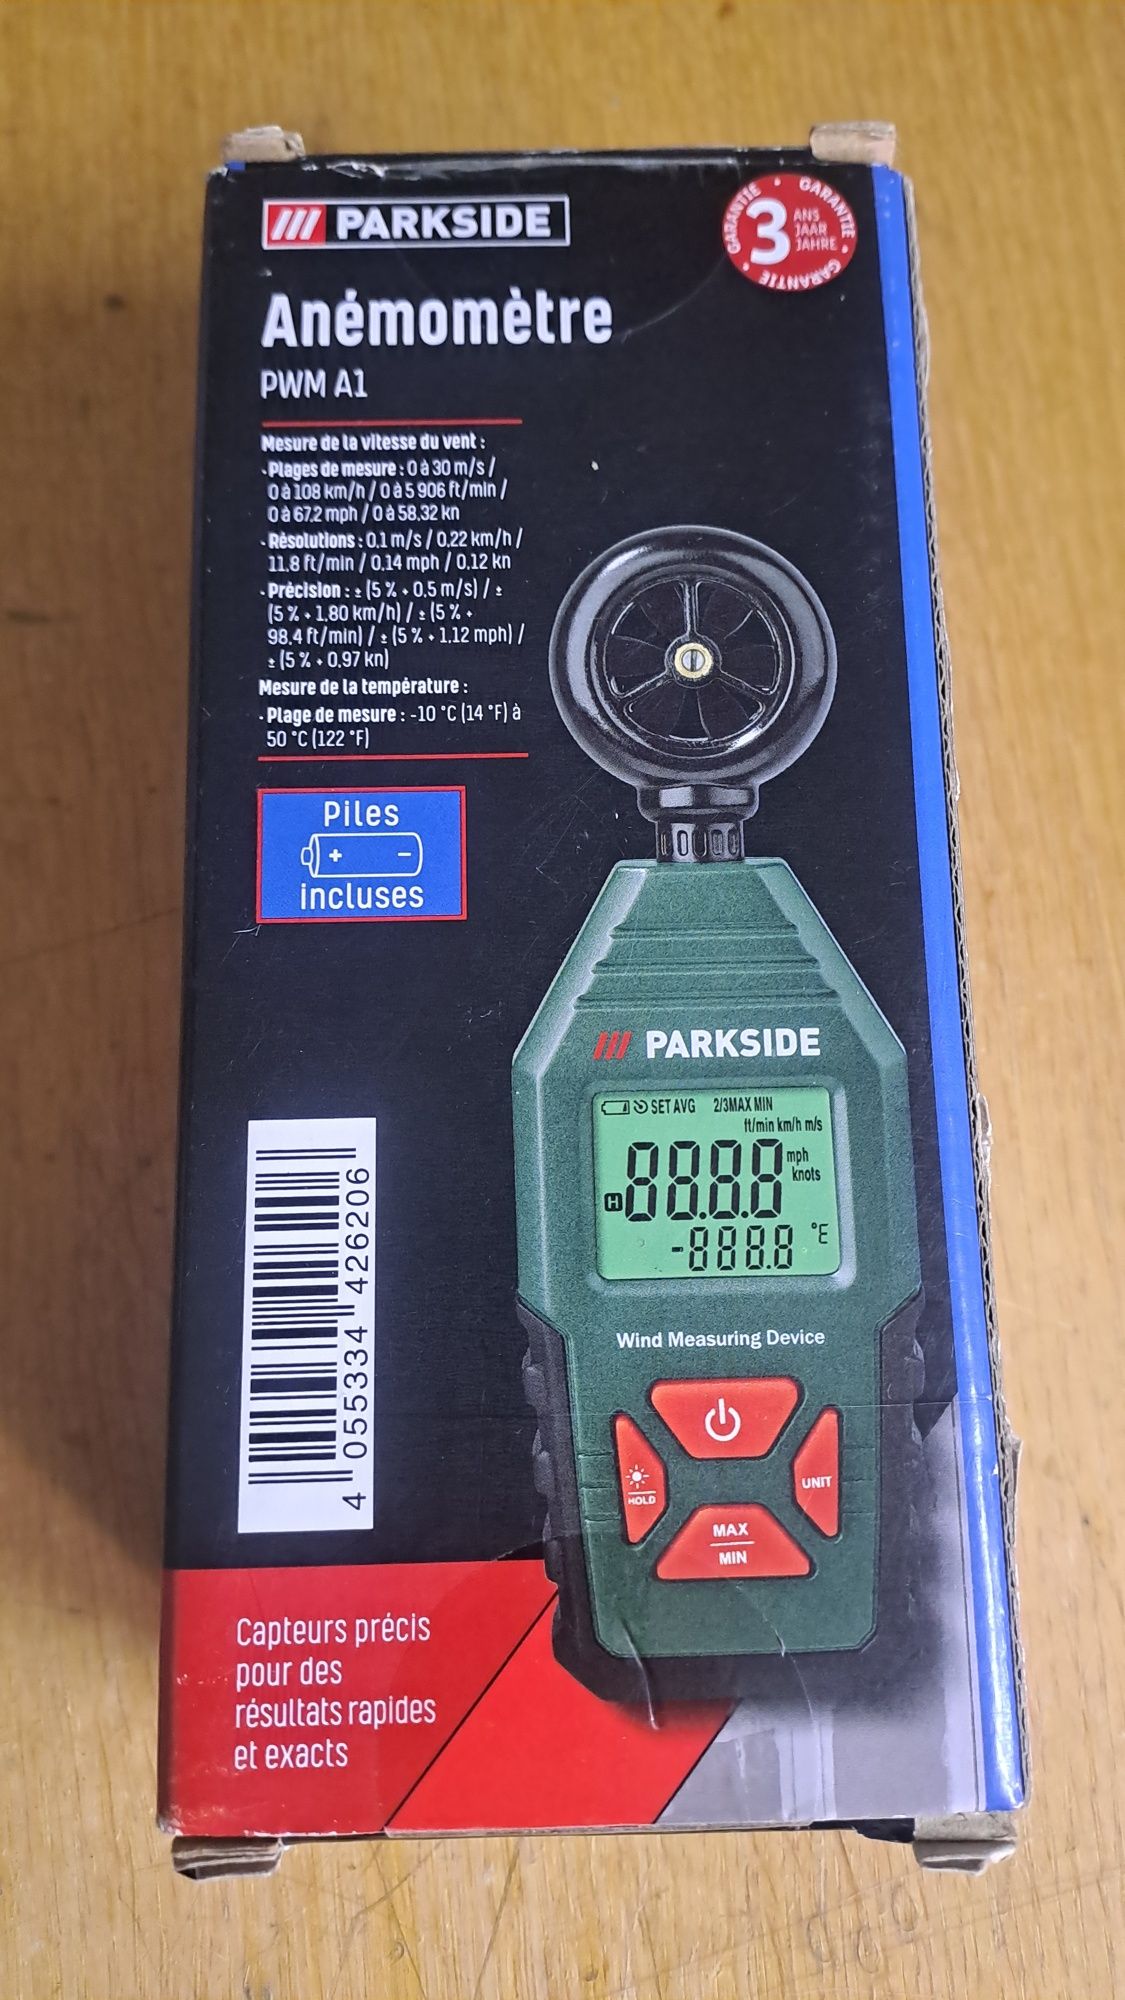 PARKSIDE
GARANTIE • GARANTIE • GARANTIE •
3
ANS
JAAR
JAHRE
Anémomètre
PWM A1
Mesure de la vitesse du vent :
- Plages de mesure : 0 à 30 m/s /
0 à 108 km/h / 0 à 5 906 ft/min /
0 à 67.2 mph / 0 à 58.32 kn
- Résolutions : 0.1 m/s / 0.22 km/h /
11.8 ft/min / 0.14 mph / 0.12 kn
- Précision : ± (5 % + 0,5 m/s) / ±
(5 % + 1.80 km/h) / ± (5 % +
98.4 ft/min) / ± (5 % + 1.12 mph) /
± (5 % + 0.97 kn)
Mesure de la température :
- Plage de mesure : -10 °C (14 °F) à
50 °C (122 °F)
Piles
+ −
incluses
PARKSIDE
SET AVG 2/3MAX MIN
ft/min km/h m/s
H 88.8.8 mph
knots
-888.8 °E
Wind Measuring Device
HOLD
UNIT
MAX
MIN
4 055334 426206
Capteurs précis
pour des
résultats rapides
et exacts